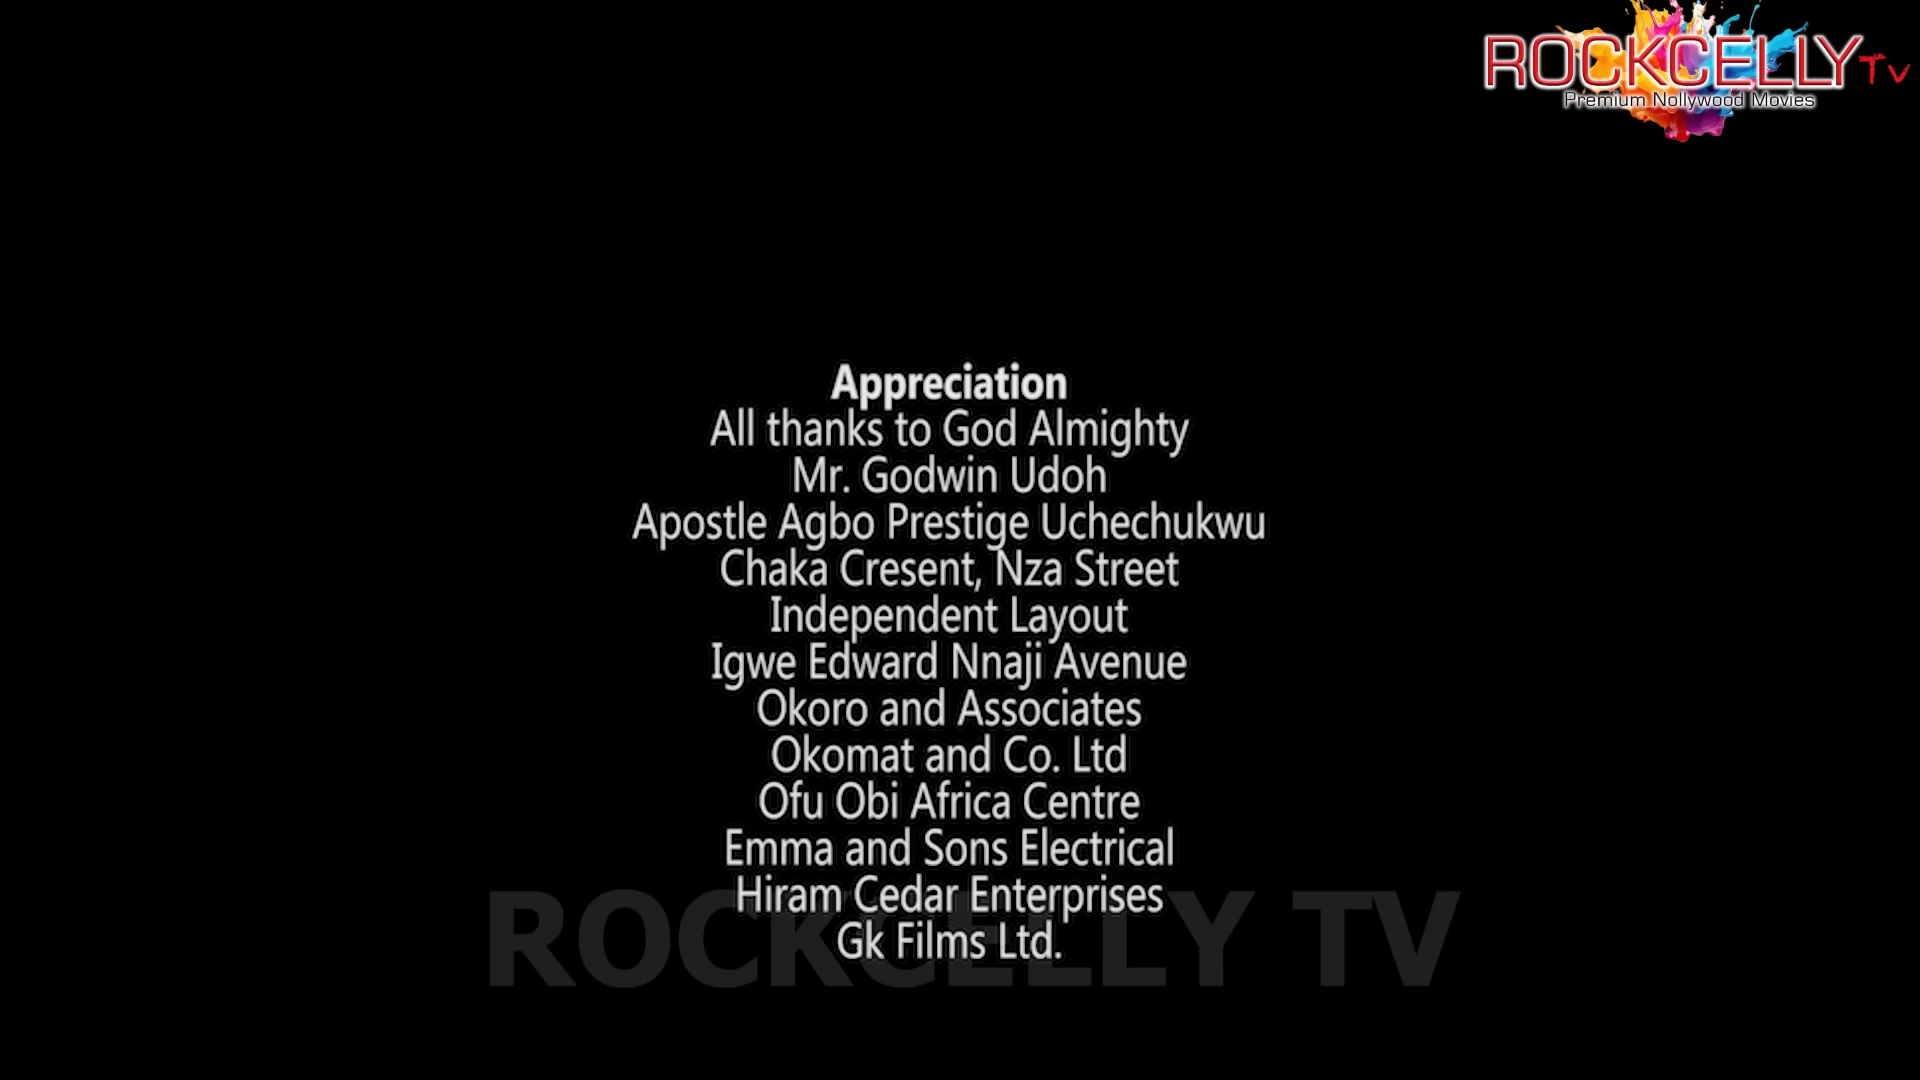 ROCKCELLY TV
Premium Nollywood Movies
Appreciation
All thanks to God Almighty
Mr. Godwin Udoh
Apostle Agbo Prestige Uchechukwu
Chaka Cresent, Nza Street
Independent Layout
Igwe Edward Nnaji Avenue
Okoro and Associates
Okomat and Co. Ltd
Ofu Obi Africa Centre
Emma and Sons Electrical
Hiram Cedar Enterprises
Gk Films Ltd.
ROCKCELLY TV